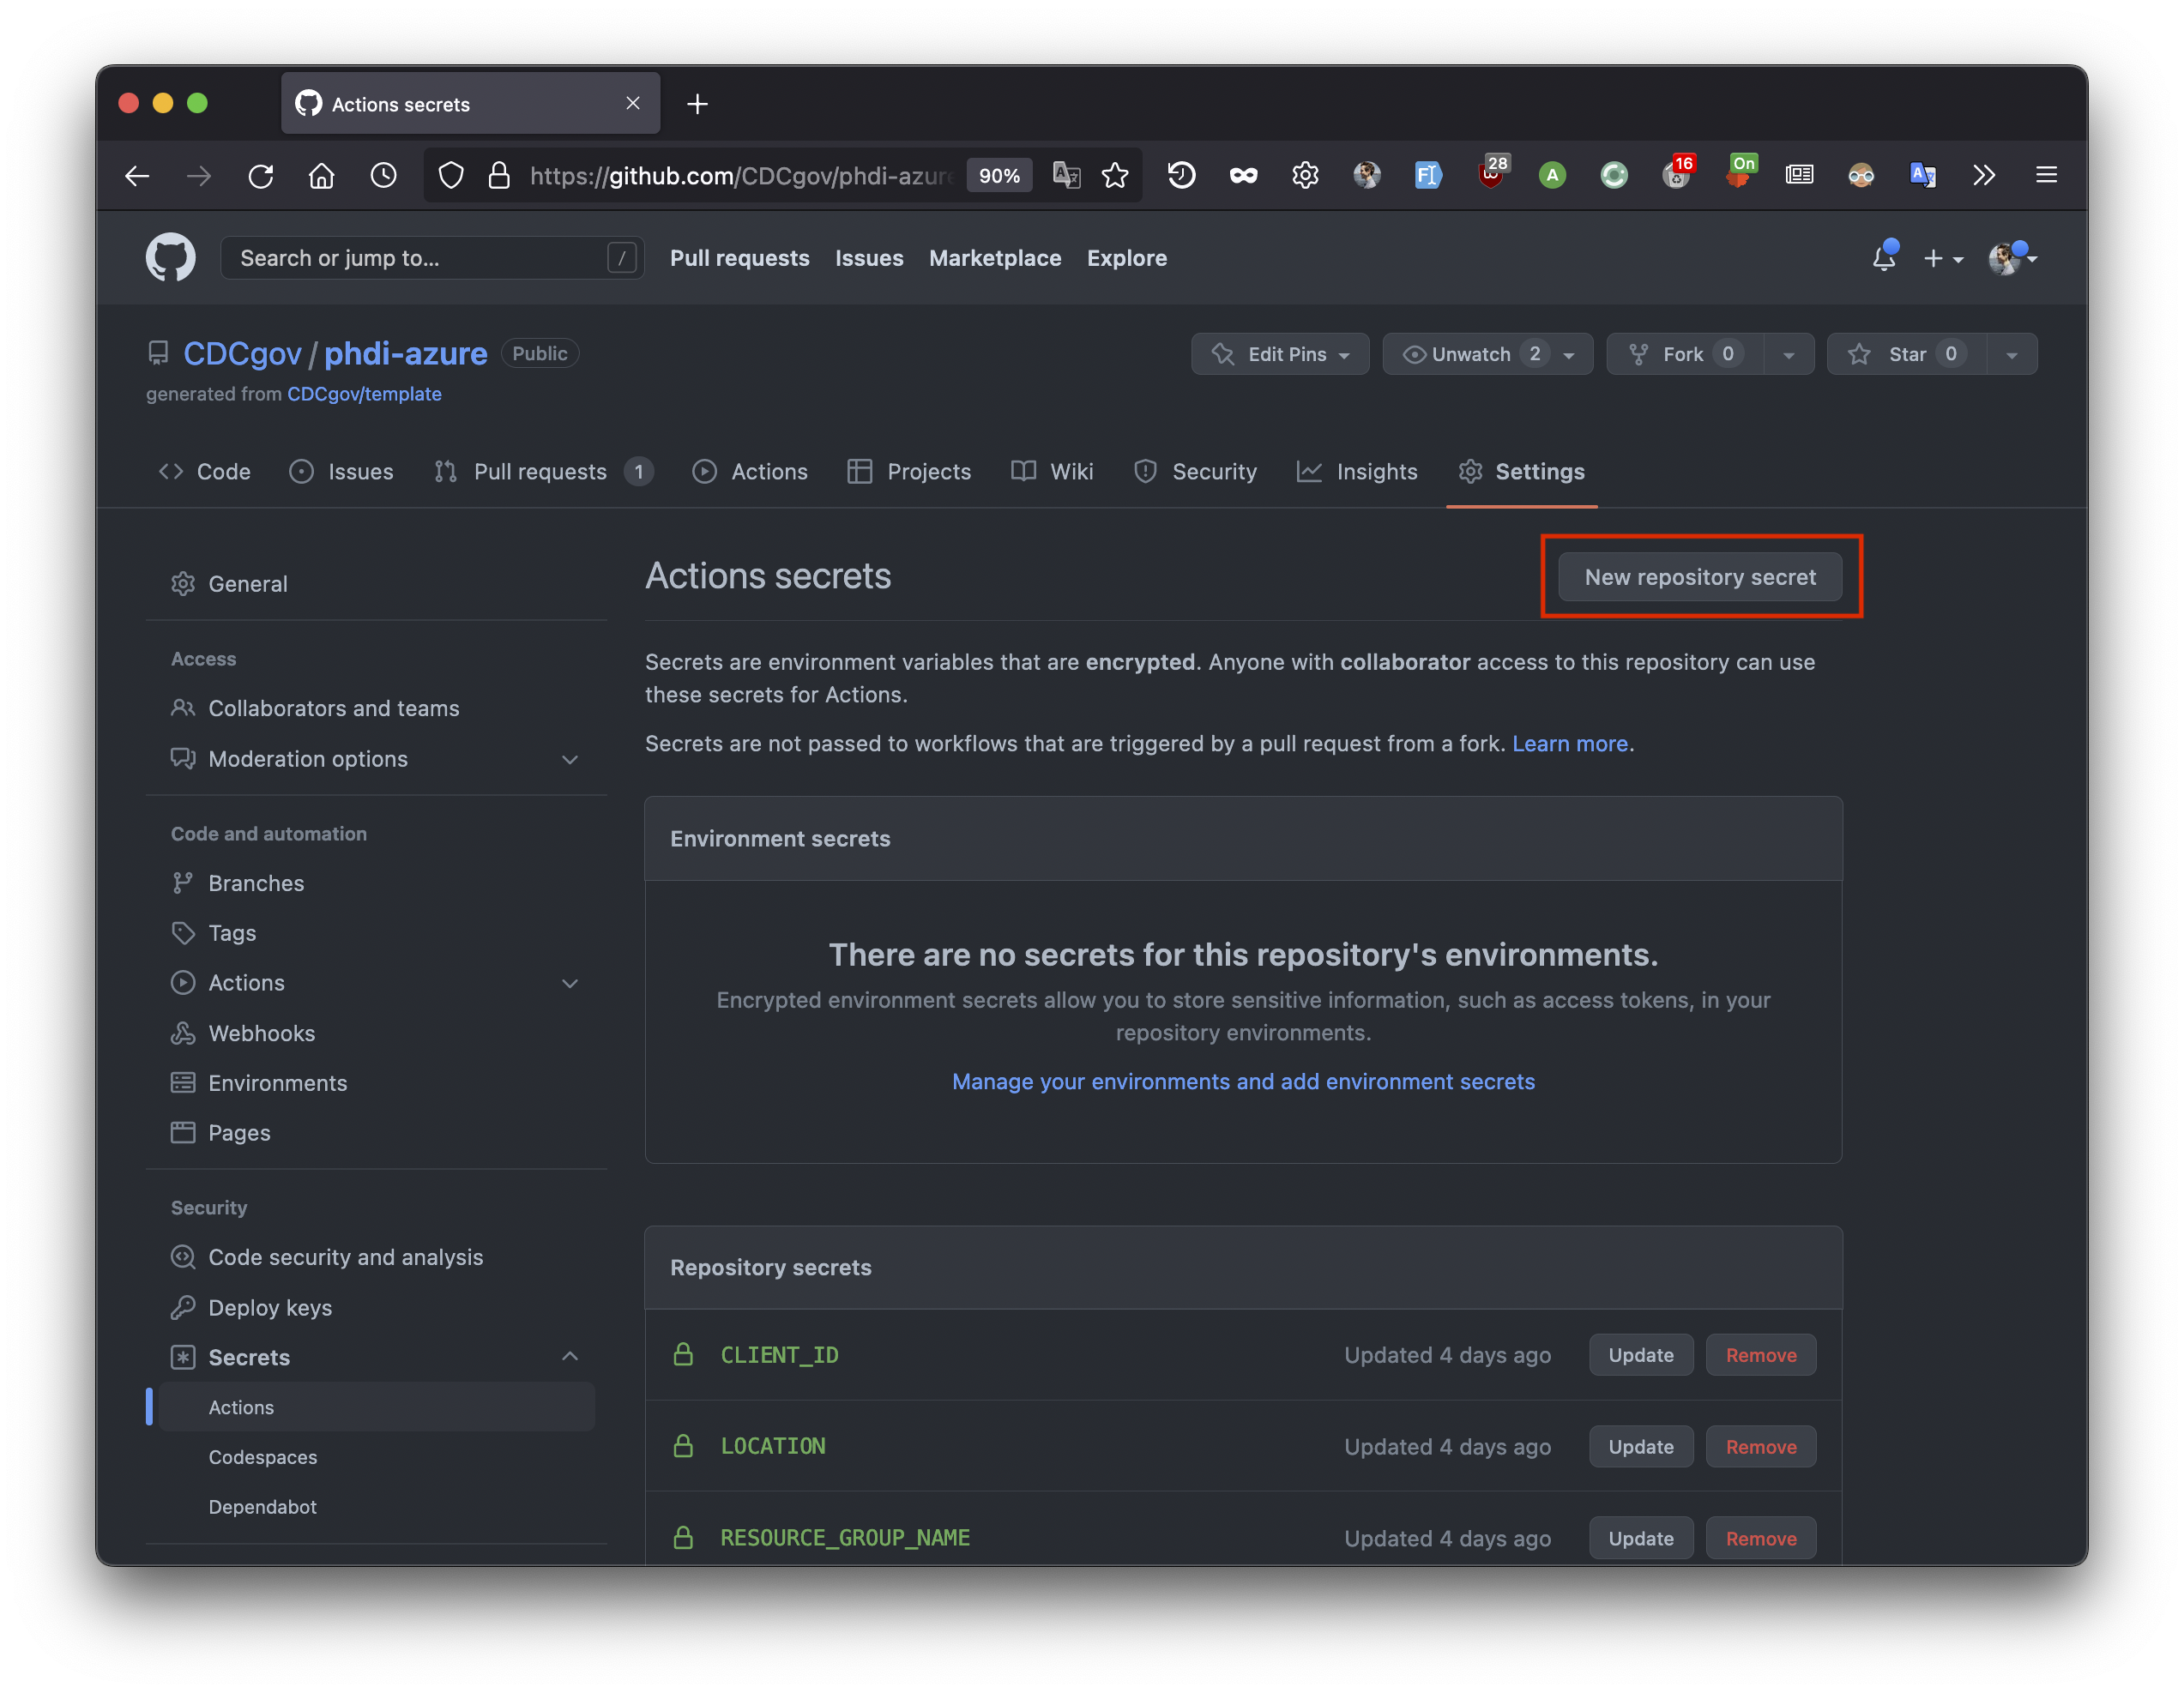 Actions secrets
https://github.com/CDCgov/phdi-azure
90%
28
A
16
On
Search or jump to...
/
Pull requests
Issues
Marketplace
Explore
CDCgov / phdi-azure
Public
Edit Pins
Unwatch 2
Fork 0
Star 0
generated from CDCgov/template
Code
Issues
Pull requests 1
Actions
Projects
Wiki
Security
Insights
Settings
General
Access
Collaborators and teams
Moderation options
Code and automation
Branches
Tags
Actions
Webhooks
Environments
Pages
Security
Code security and analysis
Deploy keys
Secrets
Actions
Codespaces
Dependabot
Actions secrets
New repository secret
Secrets are environment variables that are encrypted. Anyone with collaborator access to this repository can use
these secrets for Actions.
Secrets are not passed to workflows that are triggered by a pull request from a fork. Learn more.
Environment secrets
There are no secrets for this repository's environments.
Encrypted environment secrets allow you to store sensitive information, such as access tokens, in your
repository environments.
Manage your environments and add environment secrets
Repository secrets
CLIENT_ID
Updated 4 days ago
Update
Remove
LOCATION
Updated 4 days ago
Update
Remove
RESOURCE_GROUP_NAME
Updated 4 days ago
Update
Remove